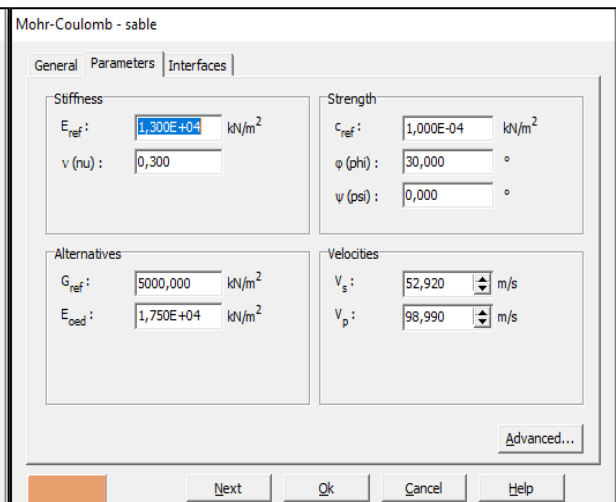 Mohr-Coulomb - sable
General Parameters Interfaces
Stiffness
E_ref : 1,300E+04 kN/m²
ν (nu) : 0,300
Strength
c_ref : 1,000E-04 kN/m²
φ (phi) : 30,000 °
ψ (psi) : 0,000 °
Alternatives
G_ref : 5000,000 kN/m²
E_oed : 1,750E+04 kN/m²
Velocities
V_s : 52,920 m/s
V_p : 98,990 m/s
Advanced...
Next Ok Cancel Help